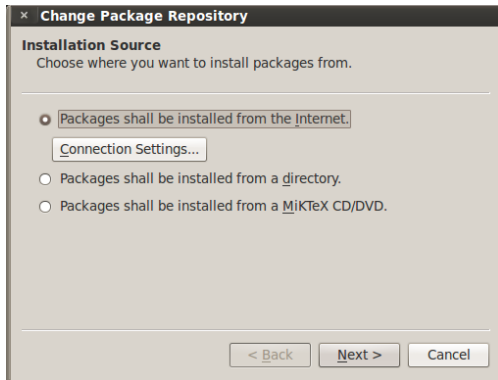 × Change Package Repository
Installation Source
Choose where you want to install packages from.
Packages shall be installed from the Internet.
Connection Settings...
Packages shall be installed from a directory.
Packages shall be installed from a MiKTeX CD/DVD.
< Back Next > Cancel